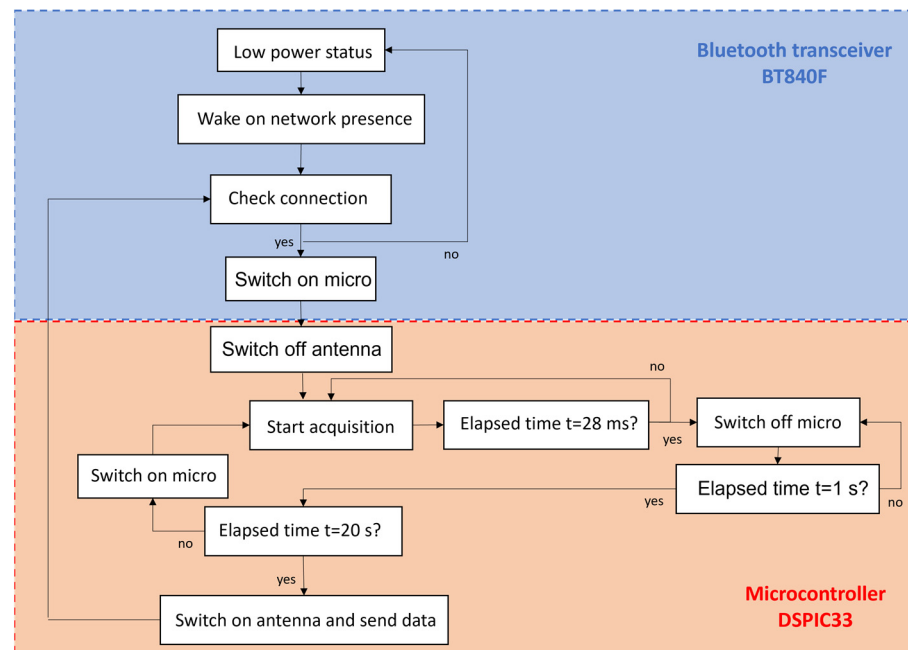 Low power status
Bluetooth transceiver
BT840F
Wake on network presence
Check connection
yes
no
Switch on micro
Switch off antenna
no
Start acquisition
Elapsed time t=28 ms?
yes
Switch off micro
Switch on micro
Elapsed time t=1 s?
no
yes
Elapsed time t=20 s?
no
yes
Switch on antenna and send data
Microcontroller
DSPIC33